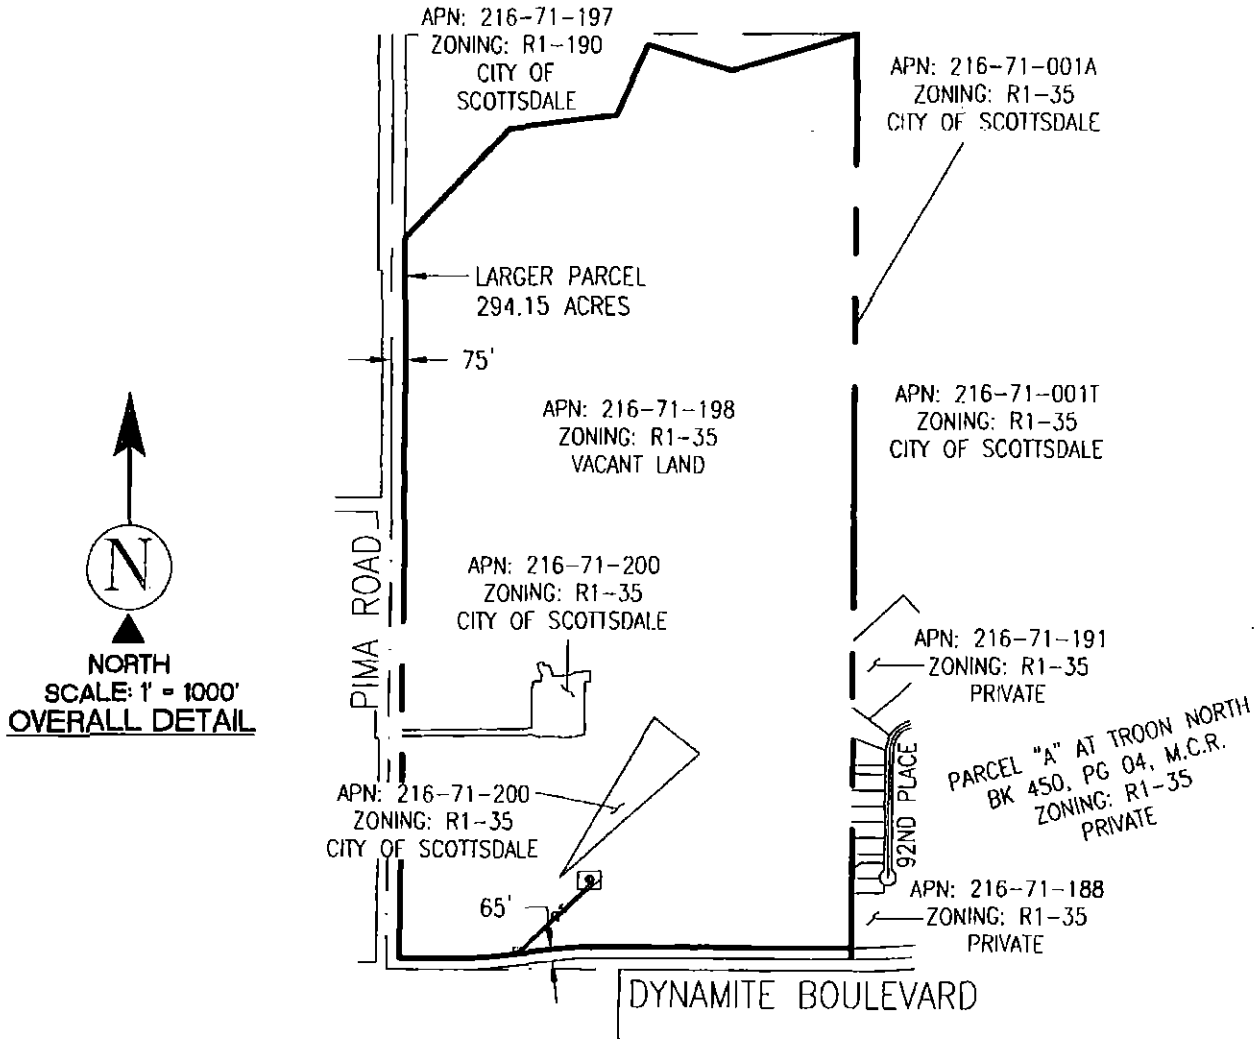 APN: 216-71-197
ZONING: R1-190
CITY OF
SCOTTSDALE
APN: 216-71-001A
ZONING: R1-35
CITY OF SCOTTSDALE
LARGER PARCEL
294.15 ACRES
75'
APN: 216-71-198
ZONING: R1-35
VACANT LAND
APN: 216-71-001T
ZONING: R1-35
CITY OF SCOTTSDALE
N
NORTH
SCALE: 1' = 1000'
OVERALL DETAIL
PIMA ROAD
APN: 216-71-200
ZONING: R1-35
CITY OF SCOTTSDALE
APN: 216-71-191
ZONING: R1-35
PRIVATE
PARCEL "A" AT TROON NORTH
BK 450, PG 04, M.C.R.
ZONING: R1-35
PRIVATE
92ND PLACE
APN: 216-71-200
ZONING: R1-35
CITY OF SCOTTSDALE
65'
APN: 216-71-188
ZONING: R1-35
PRIVATE
DYNAMITE BOULEVARD